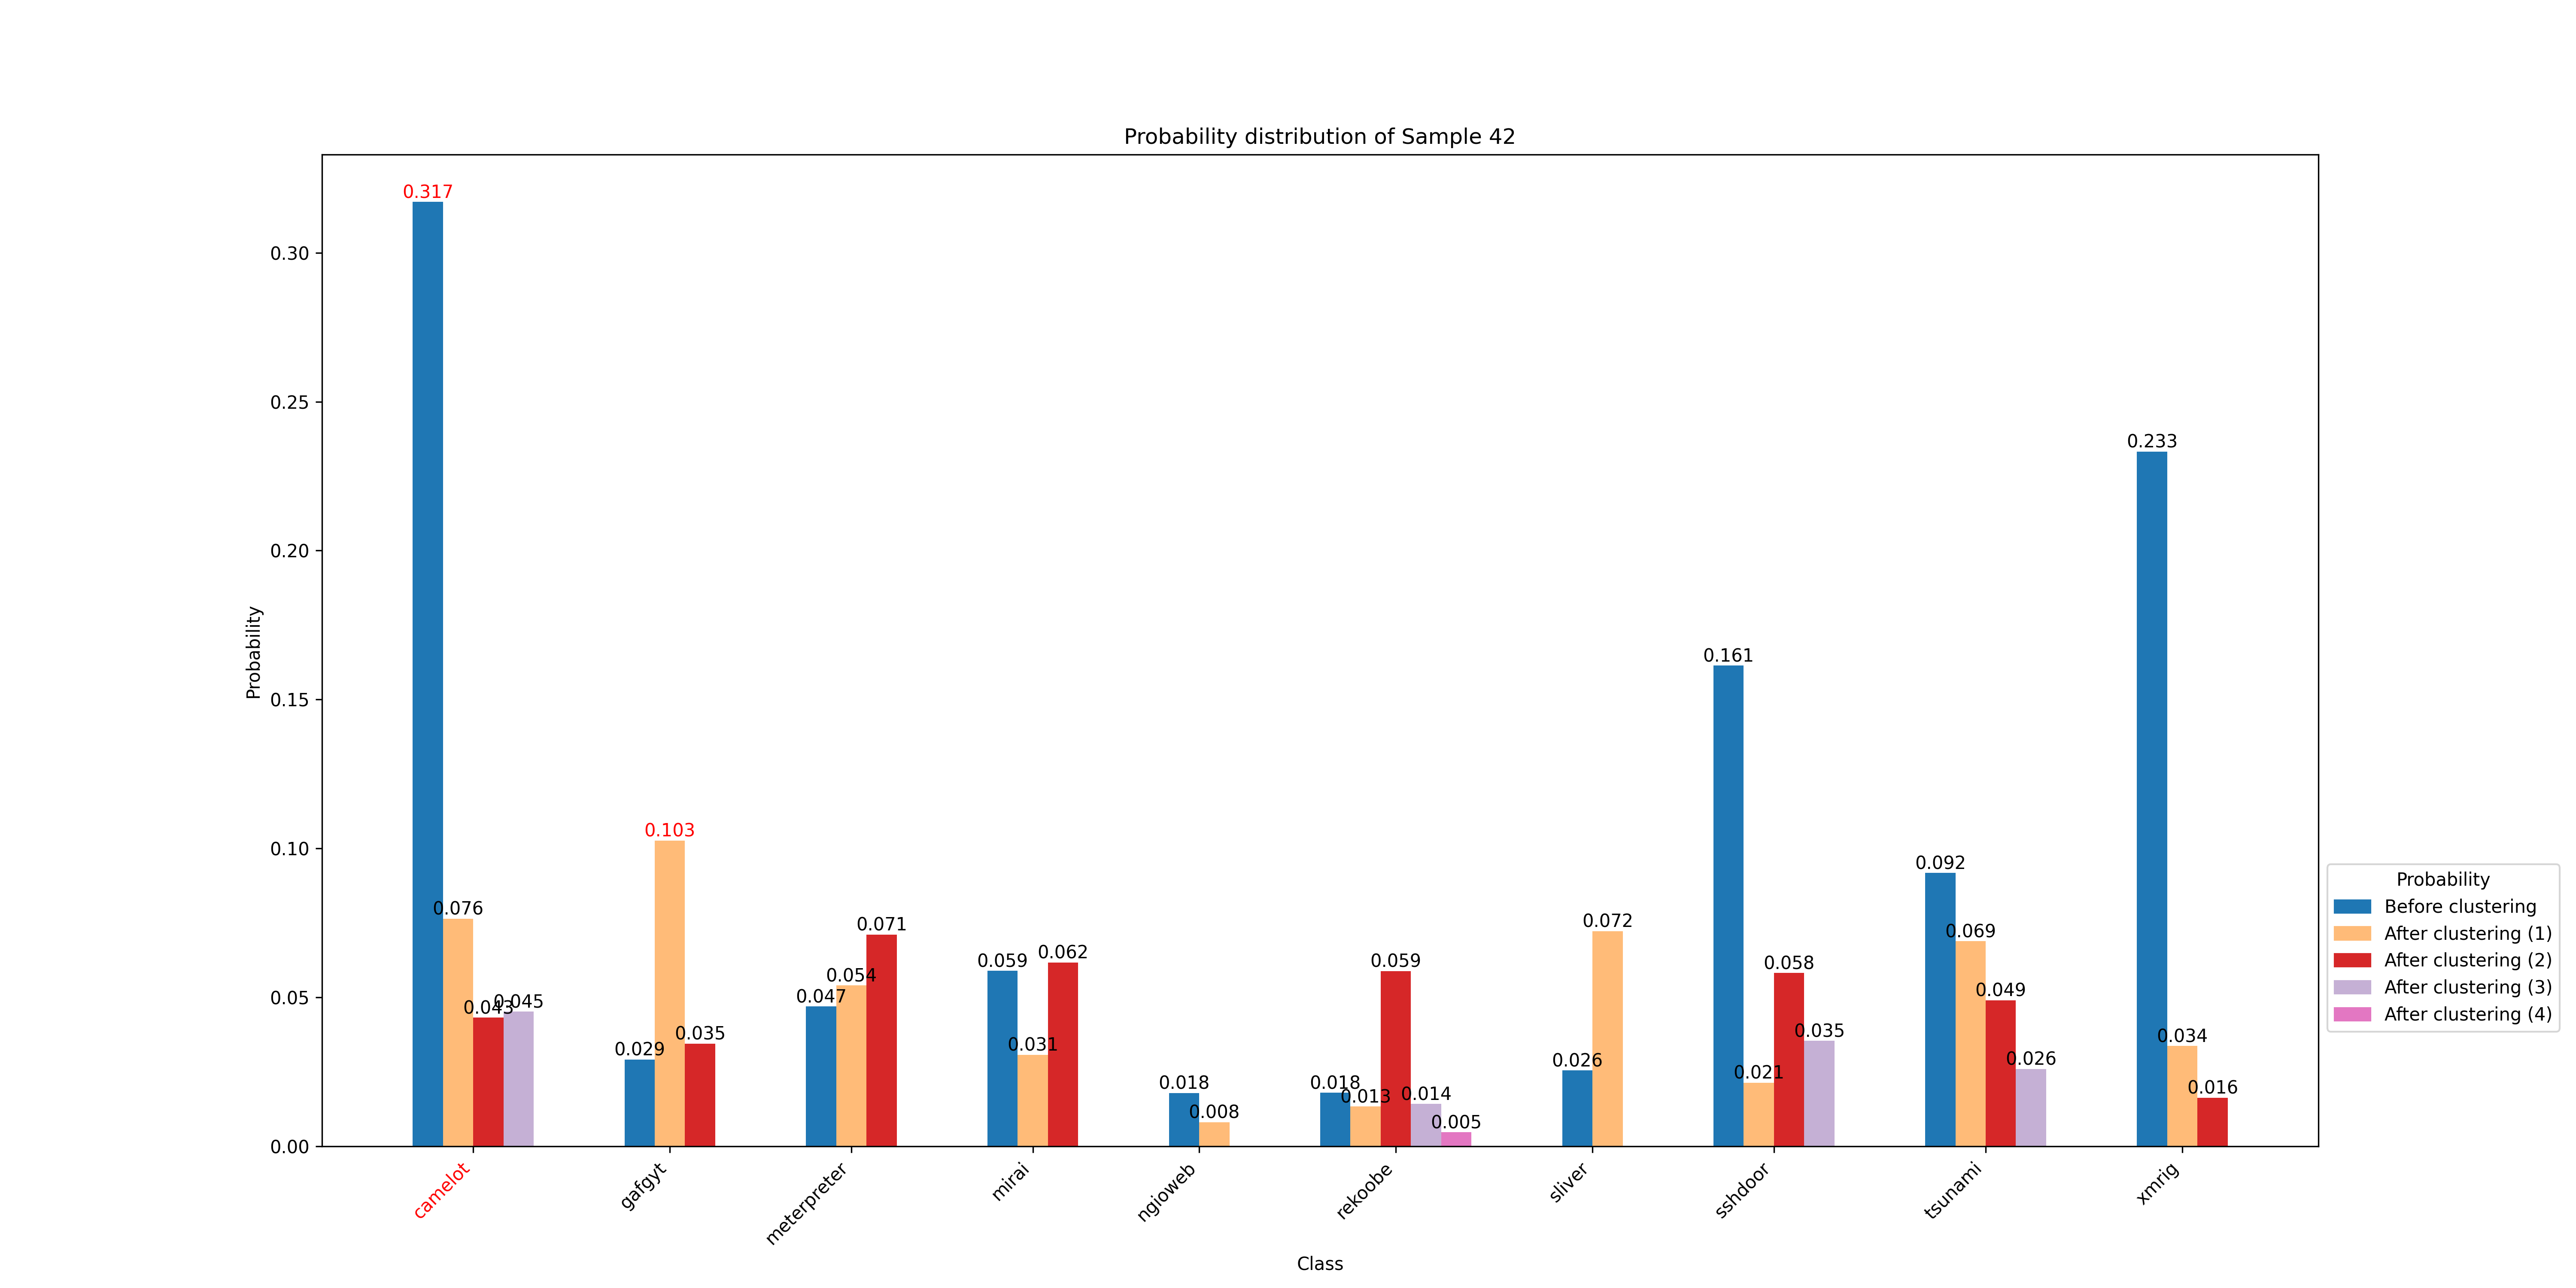 Probability distribution of Sample 42
Probability
0.30
0.25
0.20
0.15
0.10
0.05
0.00
0.317
0.076
0.043
0.045
0.029
0.103
0.035
0.047
0.054
0.071
0.059
0.031
0.062
0.018
0.008
0.018
0.013
0.059
0.014
0.005
0.026
0.072
0.161
0.021
0.058
0.035
0.092
0.069
0.049
0.026
0.233
0.034
0.016
camelot
gafgyt
meterpreter
mirai
ngioweb
rekoobe
sliver
sshdoor
tsunami
xmrig
Class
Probability
Before clustering
After clustering (1)
After clustering (2)
After clustering (3)
After clustering (4)